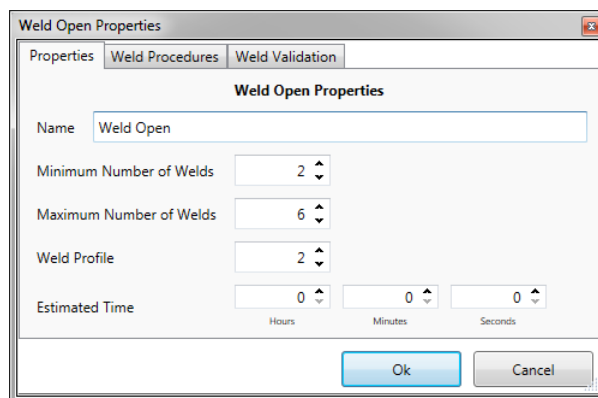 Weld Open Properties
Properties Weld Procedures Weld Validation
Weld Open Properties
Name Weld Open
Minimum Number of Welds 2
Maximum Number of Welds 6
Weld Profile 2
Estimated Time 0 0 0
Hours Minutes Seconds
Ok Cancel